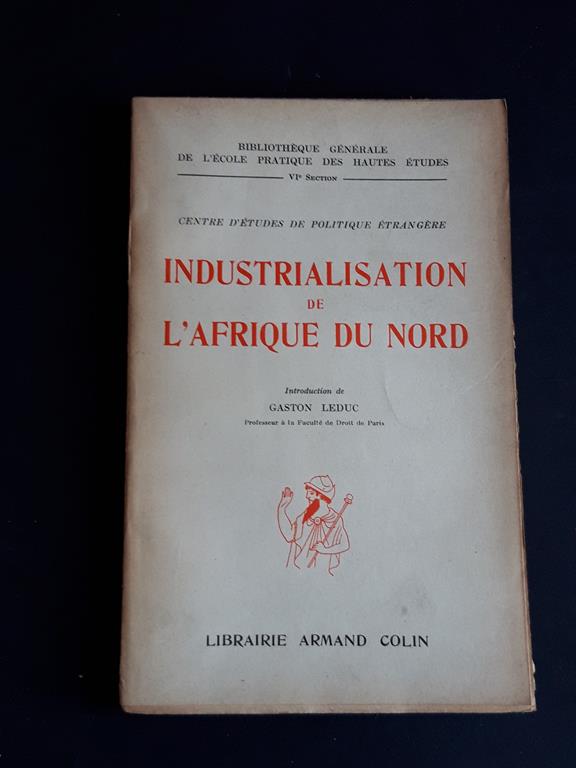 BIBLIOTHÈQUE GÉNÉRALE
DE L'ÉCOLE PRATIQUE DES HAUTES ÉTUDES
VIe SECTION
CENTRE D'ÉTUDES DE POLITIQUE ÉTRANGÈRE
INDUSTRIALISATION
DE
L'AFRIQUE DU NORD
Introduction de
GASTON LEDUC
Professeur à la Faculté de Droit de Paris
LIBRAIRIE ARMAND COLIN